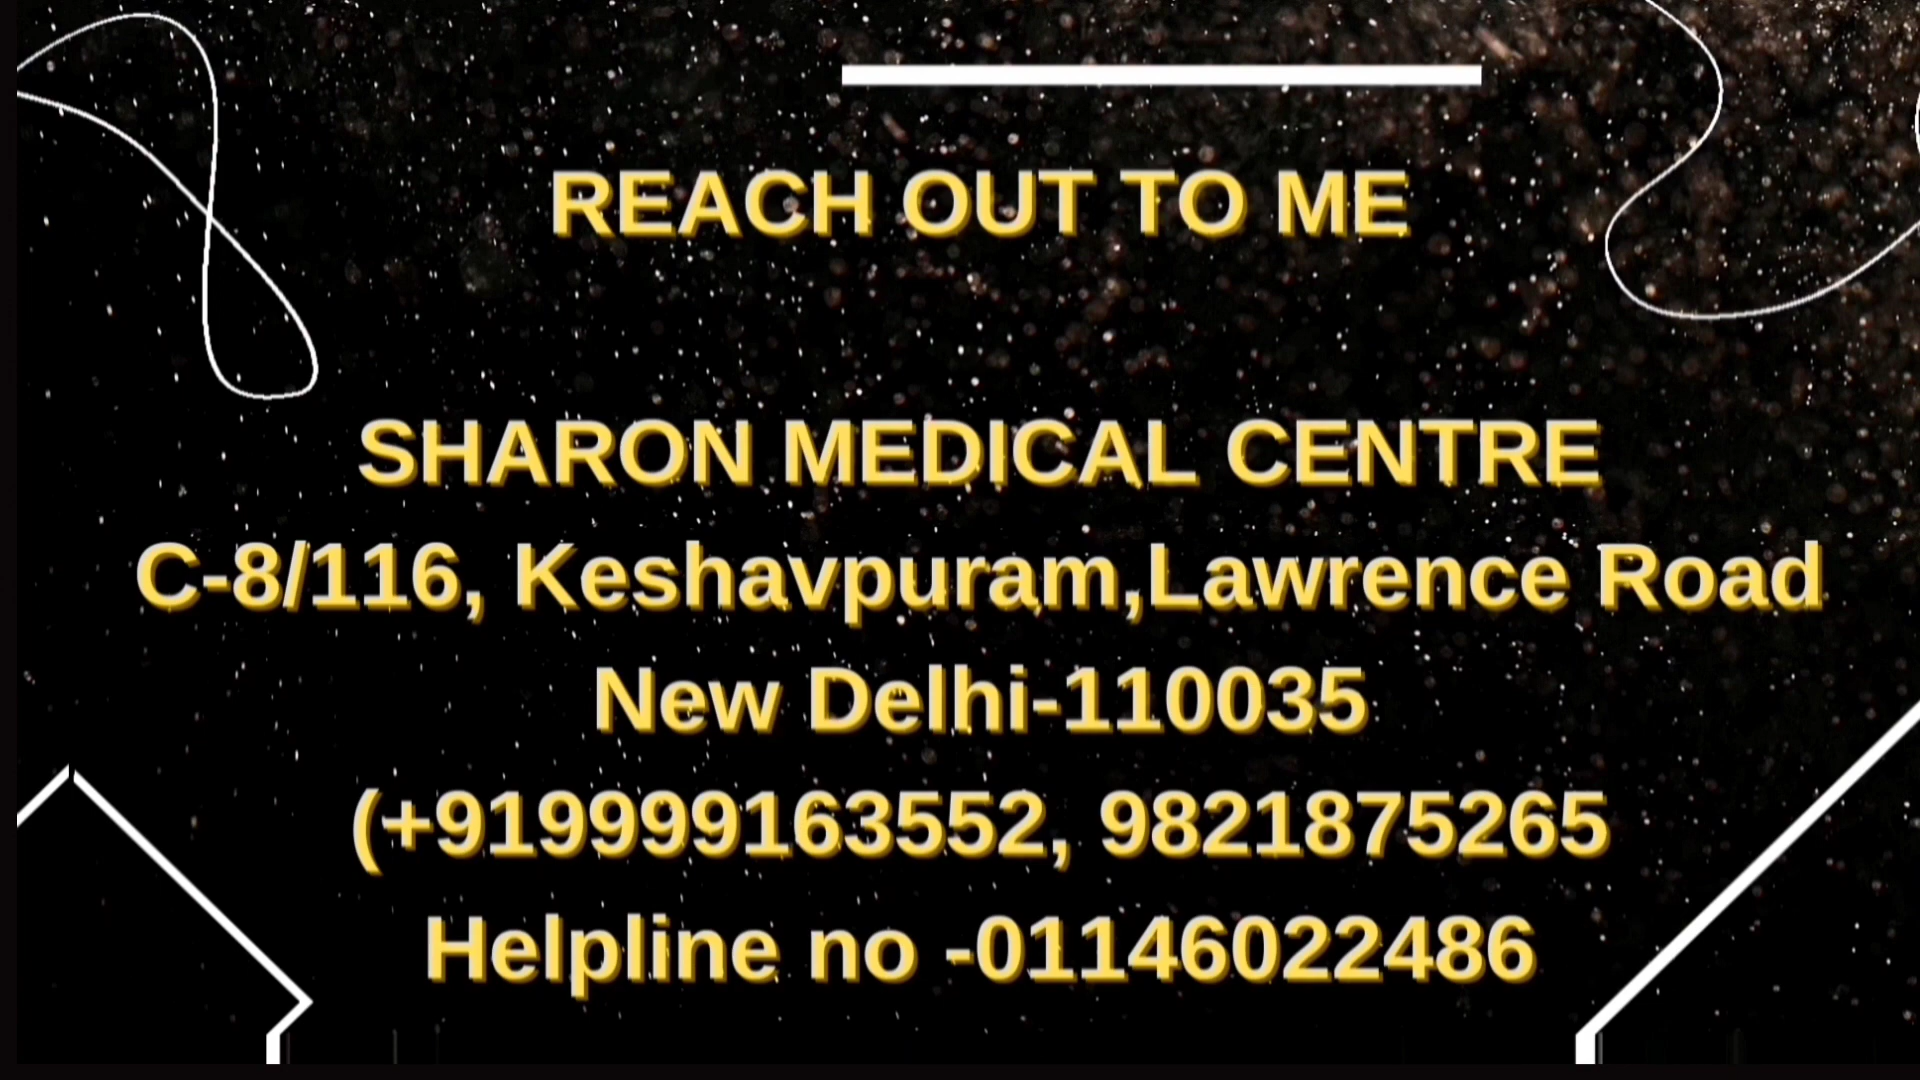 REACH OUT TO ME
SHARON MEDICAL CENTRE
C-8/116, Keshavpuram,Lawrence Road
New Delhi-110035
(+919999163552, 9821875265
Helpline no -01146022486